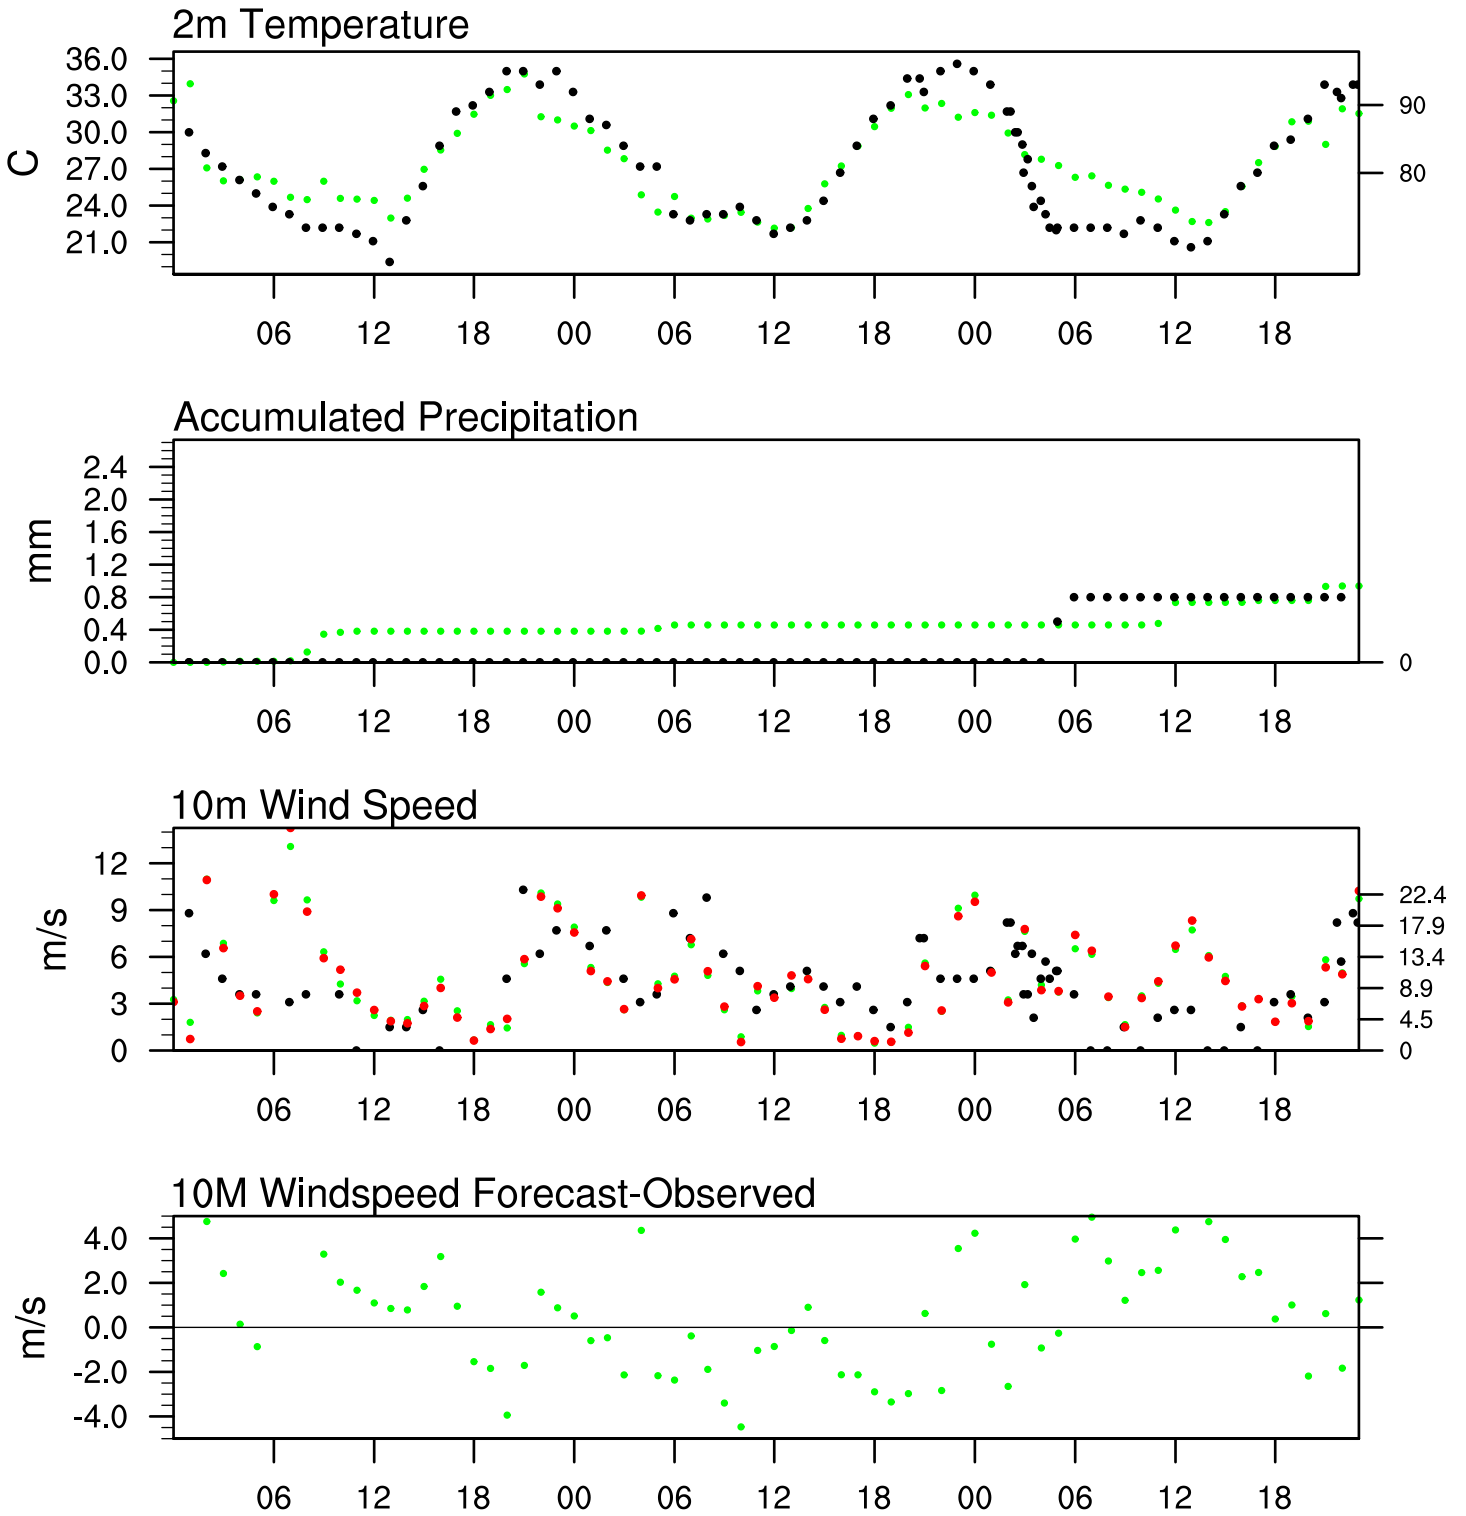 2m Temperature
36.0
33.0
90
30.0
C
27.0
80
24.0
21.0
06 12 18 00 06 12 18 00 06 12 18
Accumulated Precipitation
2.4
2.0
1.6
mm
1.2
0.8
0.4
0.0
0
06 12 18 00 06 12 18 00 06 12 18
10m Wind Speed
12
22.4
9
17.9
m/s
6
13.4
8.9
3
4.5
0
0
06 12 18 00 06 12 18 00 06 12 18
10M Windspeed Forecast-Observed
4.0
2.0
m/s
0.0
-2.0
-4.0
06 12 18 00 06 12 18 00 06 12 18